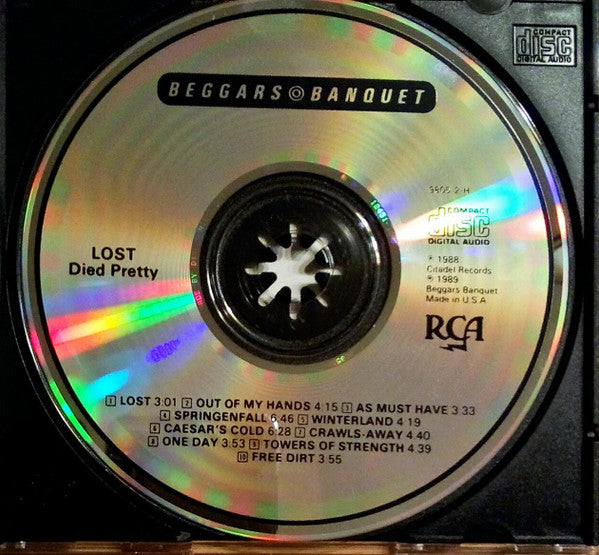 COMPACT
disc
DIGITAL AUDIO
BEGGARS BANQUET
9805-2-H
COMPACT
disc
DIGITAL AUDIO
℗ 1988
Citadel Records
© 1989
Beggars Banquet
Made in U.S.A.
RCA
LOST
Died Pretty
1 LOST 3:01 2 OUT OF MY HANDS 4:15 3 AS MUST HAVE 3:33
4 SPRINGENFALL 6:46 5 WINTERLAND 4:19
6 CAESAR'S COLD 6:28 7 CRAWLS-AWAY 4:40
8 ONE DAY 3:53 9 TOWERS OF STRENGTH 4:39
10 FREE DIRT 3:55